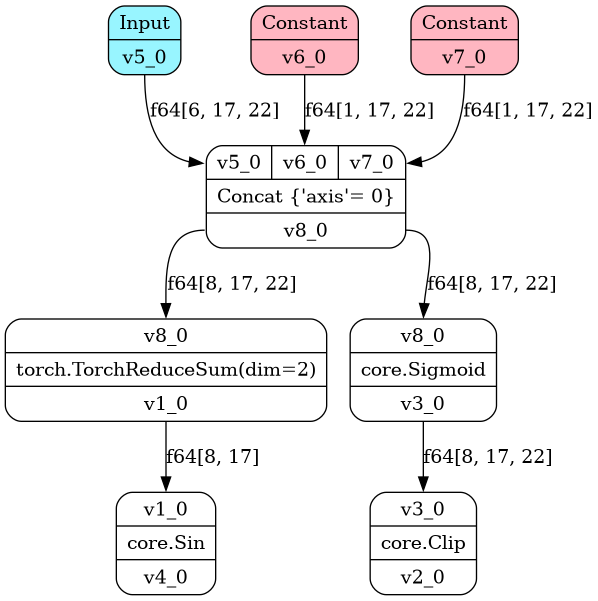 Input
v5_0
Constant
v6_0
Constant
v7_0
f64[6, 17, 22]
f64[1, 17, 22]
f64[1, 17, 22]
v5_0
v6_0
v7_0
Concat {'axis'= 0}
v8_0
f64[8, 17, 22]
f64[8, 17, 22]
v8_0
torch.TorchReduceSum(dim=2)
v1_0
v8_0
core.Sigmoid
v3_0
f64[8, 17]
f64[8, 17, 22]
v1_0
core.Sin
v4_0
v3_0
core.Clip
v2_0